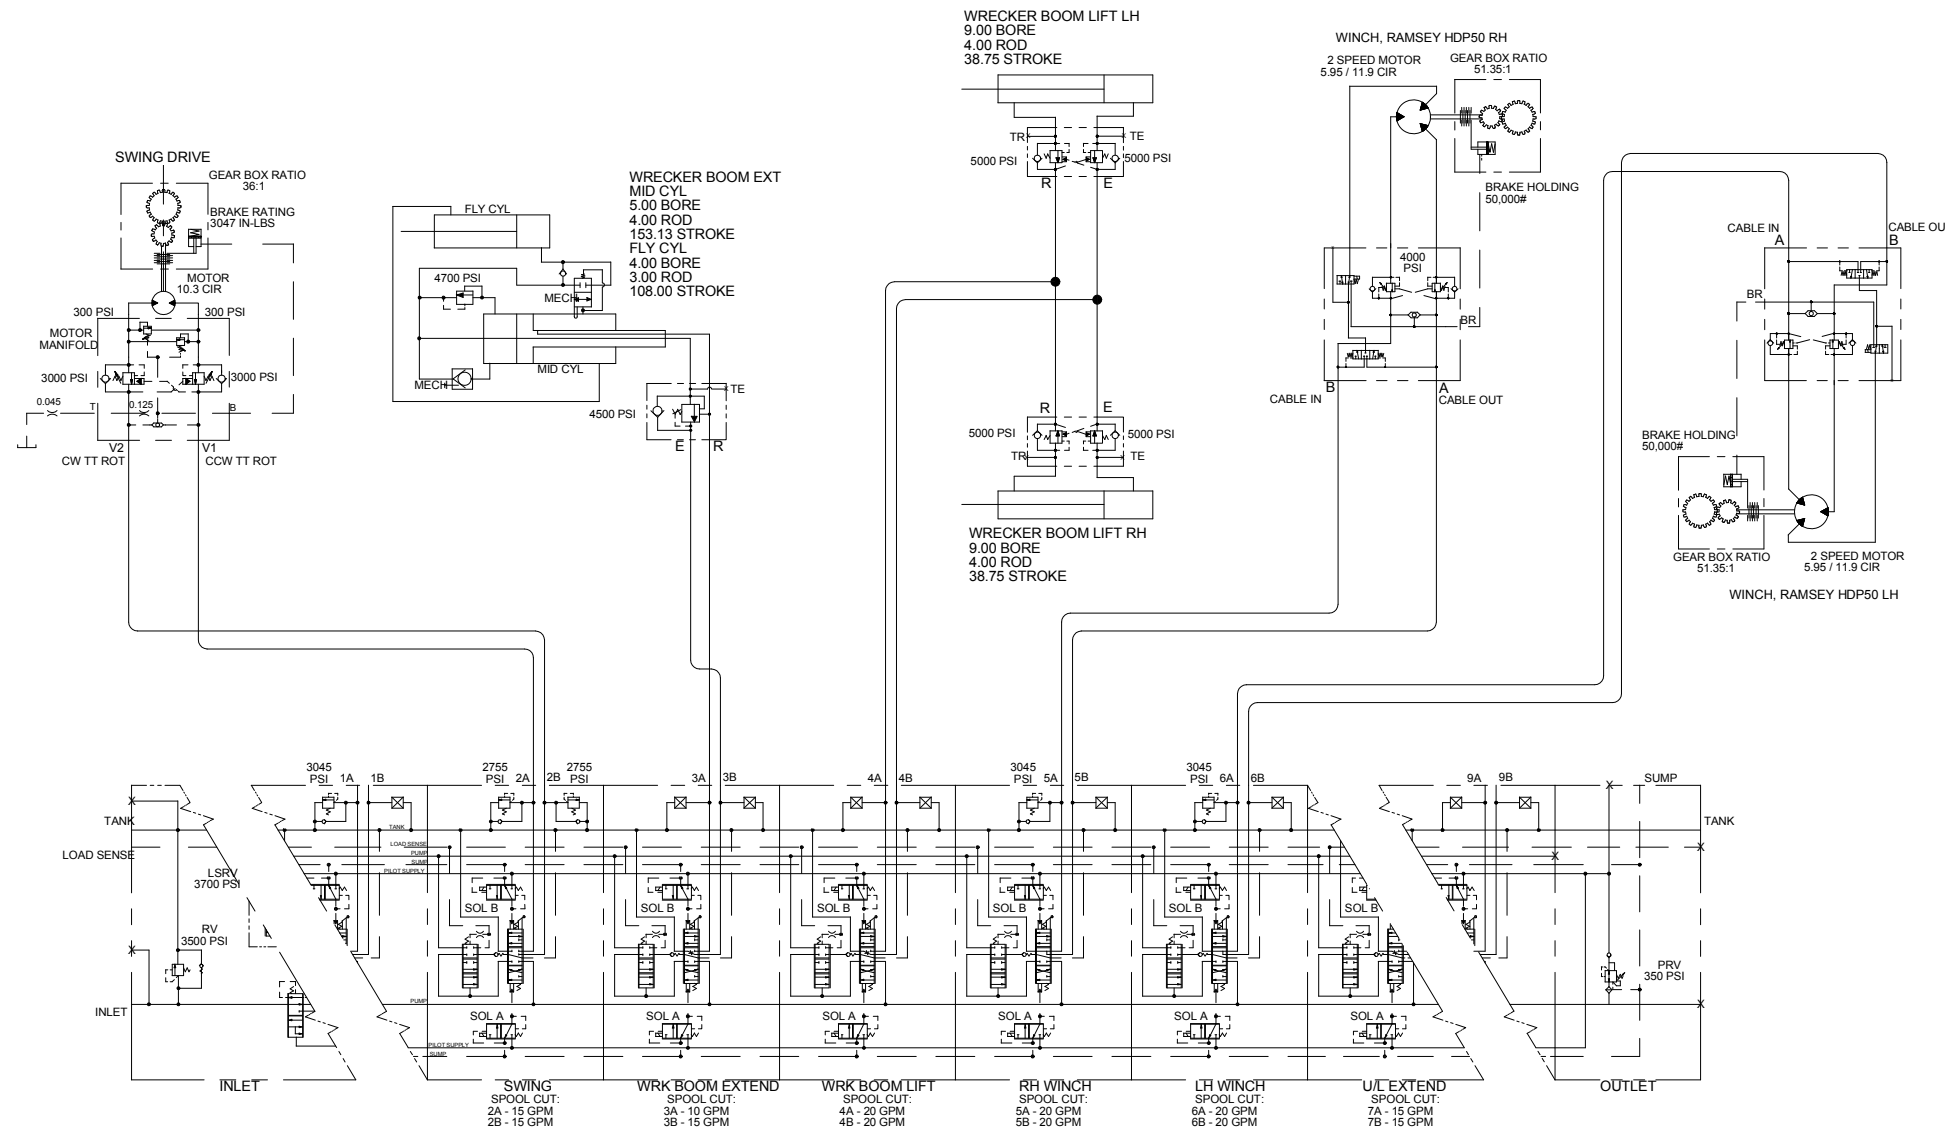 WRECKER BOOM LIFT LH
9.00 BORE
4.00 ROD
38.75 STROKE
TR
TE
5000 PSI
5000 PSI
R
E
WINCH, RAMSEY HDP50 RH
2 SPEED MOTOR
5.95 / 11.9 CIR
GEAR BOX RATIO
51.35:1
BRAKE HOLDING
50,000#
4000
PSI
BR
B
A
CABLE IN
CABLE OUT
SWING DRIVE
GEAR BOX RATIO
36:1
BRAKE RATING
3047 IN-LBS
MOTOR
10.3 CIR
300 PSI
300 PSI
MOTOR
MANIFOLD
3000 PSI
3000 PSI
0.045
T
0.125
B
V2
V1
CW TT ROT
CCW TT ROT
WRECKER BOOM EXT
MID CYL
5.00 BORE
4.00 ROD
153.13 STROKE
FLY CYL
4.00 BORE
3.00 ROD
108.00 STROKE
FLY CYL
4700 PSI
MECH
MID CYL
MECH
TE
4500 PSI
E
R
R
E
5000 PSI
5000 PSI
TR
TE
WRECKER BOOM LIFT RH
9.00 BORE
4.00 ROD
38.75 STROKE
CABLE IN
A
CABLE OU
B
BR
BRAKE HOLDING
50,000#
GEAR BOX RATIO
51.35:1
2 SPEED MOTOR
5.95 / 11.9 CIR
WINCH, RAMSEY HDP50 LH
3045
PSI
1A
1B
2755
PSI
2A
2B
2755
PSI
3A
3B
4A
4B
3045
PSI
5A
5B
3045
PSI
6A
6B
9A
9B
SUMP
TANK
TANK
TANK
LOAD SENSE
LOAD SENSE
PUMP
SUMP
PILOT SUPPLY
LSRV
3700 PSI
RV
3500 PSI
SOL B
SOL B
SOL B
SOL B
SOL B
SOL B
PRV
350 PSI
INLET
PUMP
SOL A
SOL A
SOL A
SOL A
SOL A
SOL A
PILOT SUPPLY
SUMP
INLET
SWING
SPOOL CUT:
2A - 15 GPM
2B - 15 GPM
WRK BOOM EXTEND
SPOOL CUT:
3A - 10 GPM
3B - 15 GPM
WRK BOOM LIFT
SPOOL CUT:
4A - 20 GPM
4B - 20 GPM
RH WINCH
SPOOL CUT:
5A - 20 GPM
5B - 20 GPM
LH WINCH
SPOOL CUT:
6A - 20 GPM
6B - 20 GPM
U/L EXTEND
SPOOL CUT:
7A - 15 GPM
7B - 15 GPM
OUTLET